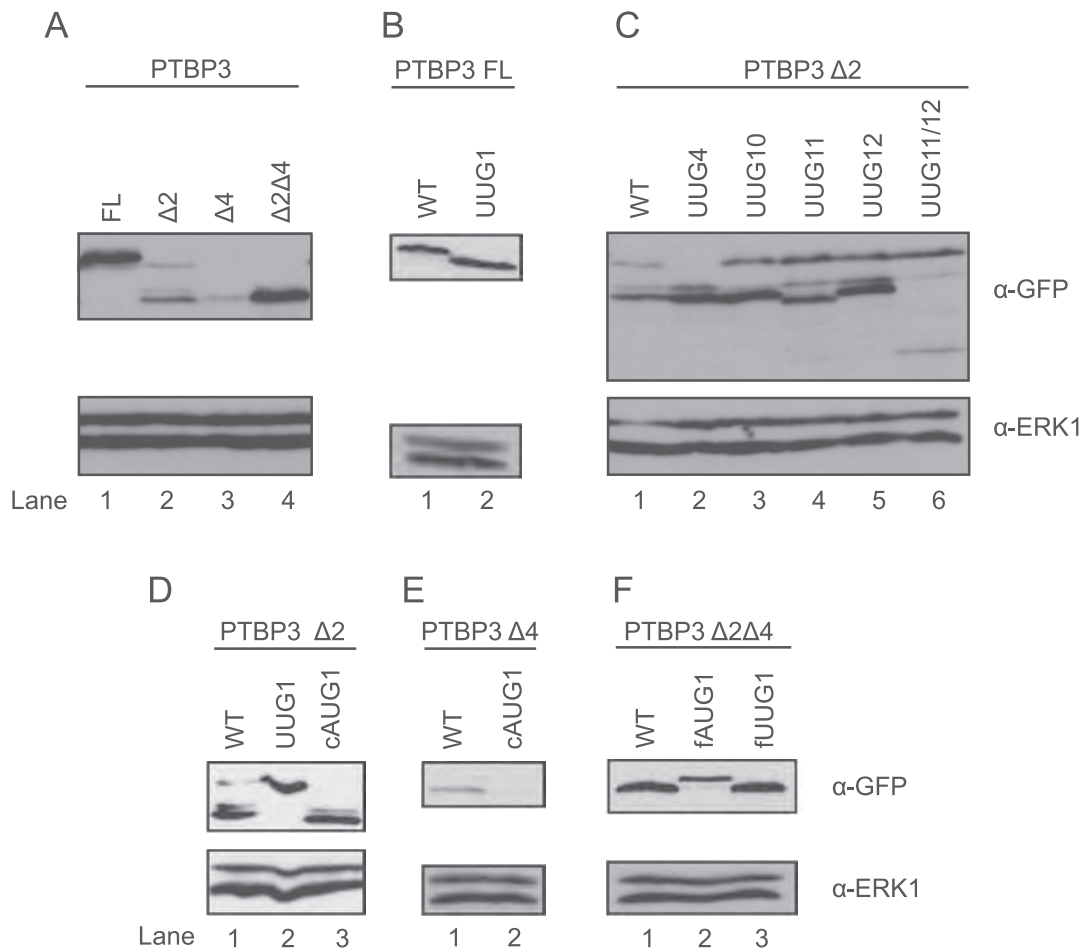 A
PTBP3
FL
Δ2
Δ4
Δ2Δ4
B
PTBP3 FL
WT
UUG1
C
PTBP3 Δ2
WT
UUG4
UUG10
UUG11
UUG12
UUG11/12
α-GFP
α-ERK1
Lane 1 2 3 4
1 2
1 2 3 4 5 6
D
PTBP3 Δ2
WT
UUG1
cAUG1
E
PTBP3 Δ4
WT
cAUG1
F
PTBP3 Δ2Δ4
WT
fAUG1
fUUG1
α-GFP
α-ERK1
Lane 1 2 3
1 2
1 2 3